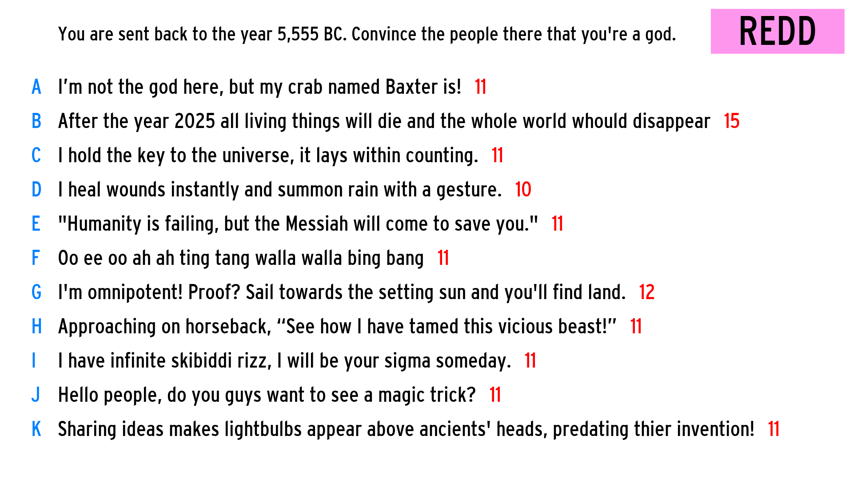 You are sent back to the year 5,555 BC. Convince the people there that you're a god.
REDD
A I'm not the god here, but my crab named Baxter is! 11
B After the year 2025 all living things will die and the whole world whould disappear 15
C I hold the key to the universe, it lays within counting. 11
D I heal wounds instantly and summon rain with a gesture. 10
E "Humanity is failing, but the Messiah will come to save you." 11
F Oo ee oo ah ah ting tang walla walla bing bang 11
G I'm omnipotent! Proof? Sail towards the setting sun and you'll find land. 12
H Approaching on horseback, “See how I have tamed this vicious beast!” 11
I I have infinite skibiddi rizz, I will be your sigma someday. 11
J Hello people, do you guys want to see a magic trick? 11
K Sharing ideas makes lightbulbs appear above ancients' heads, predating thier invention! 11